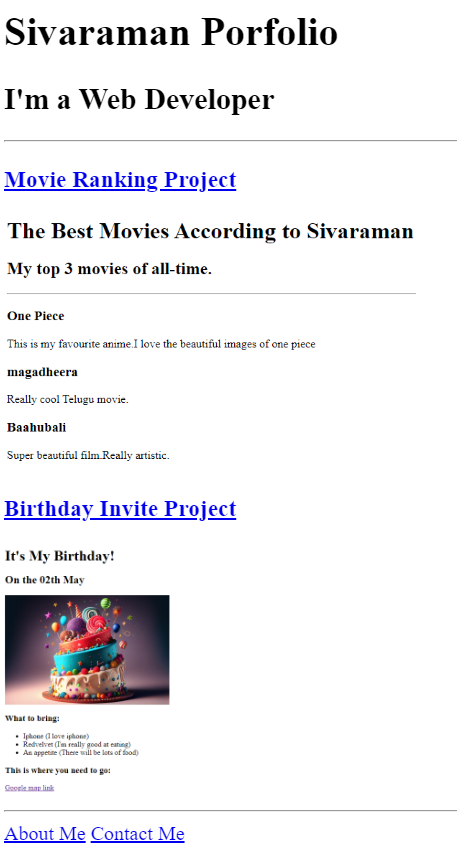 Sivaraman Porfolio
I'm a Web Developer
Movie Ranking Project
The Best Movies According to Sivaraman
My top 3 movies of all-time.
One Piece
This is my favourite anime.I love the beautiful images of one piece
magadheera
Really cool Telugu movie.
Baahubali
Super beautiful film.Really artistic.
Birthday Invite Project
It's My Birthday!
On the 02th May
What to bring:
Iphone (I love iphone)
Redvelvet (I'm really good at eating)
An appetite (There will be lots of food)
This is where you need to go:
Google map link
About Me Contact Me